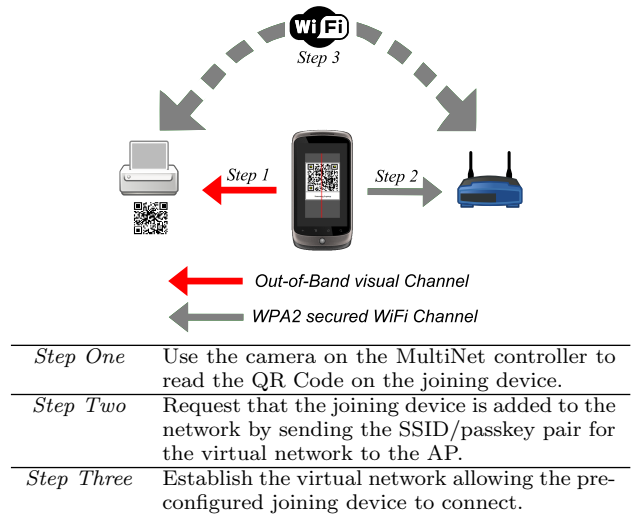 Wi Fi
Step 3
Step 1
Step 2
Out-of-Band visual Channel
WPA2 secured WiFi Channel
Step One Use the camera on the MultiNet controller to
read the QR Code on the joining device.
Step Two Request that the joining device is added to the
network by sending the SSID/passkey pair for
the virtual network to the AP.
Step Three Establish the virtual network allowing the pre-
configured joining device to connect.